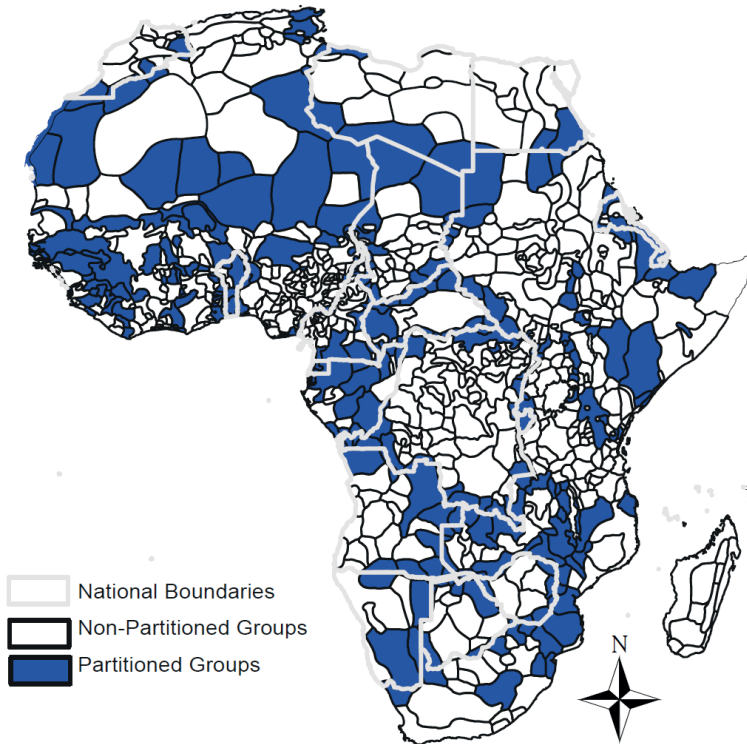 National Boundaries
Non-Partitioned Groups
Partitioned Groups
N